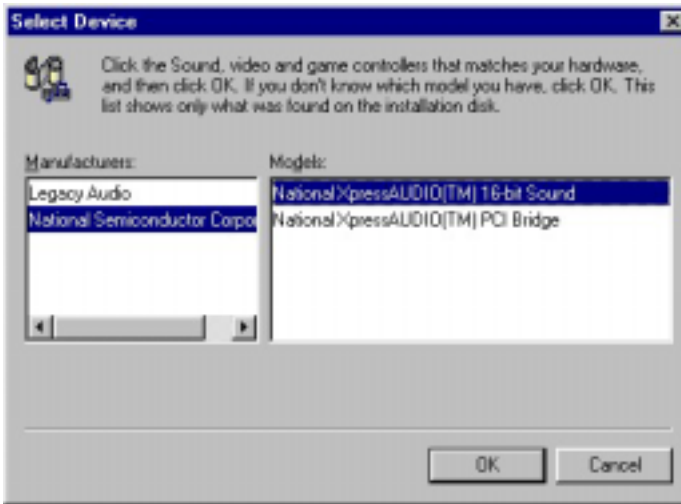 Select Device
Click the Sound, video and game controllers that matches your hardware,
and then click OK. If you don't know which model you have, click OK. This
list shows only what was found on the installation disk.
Manufacturers:
Models:
Legacy Audio
National Semiconductor Corpor
National XpressAUDIO(TM) 16-bit Sound
National XpressAUDIO(TM) PCI Bridge
OK
Cancel